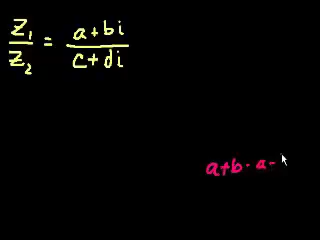 Z₁/Z₂ = (a+bi)/(c+di)
a+b · a-